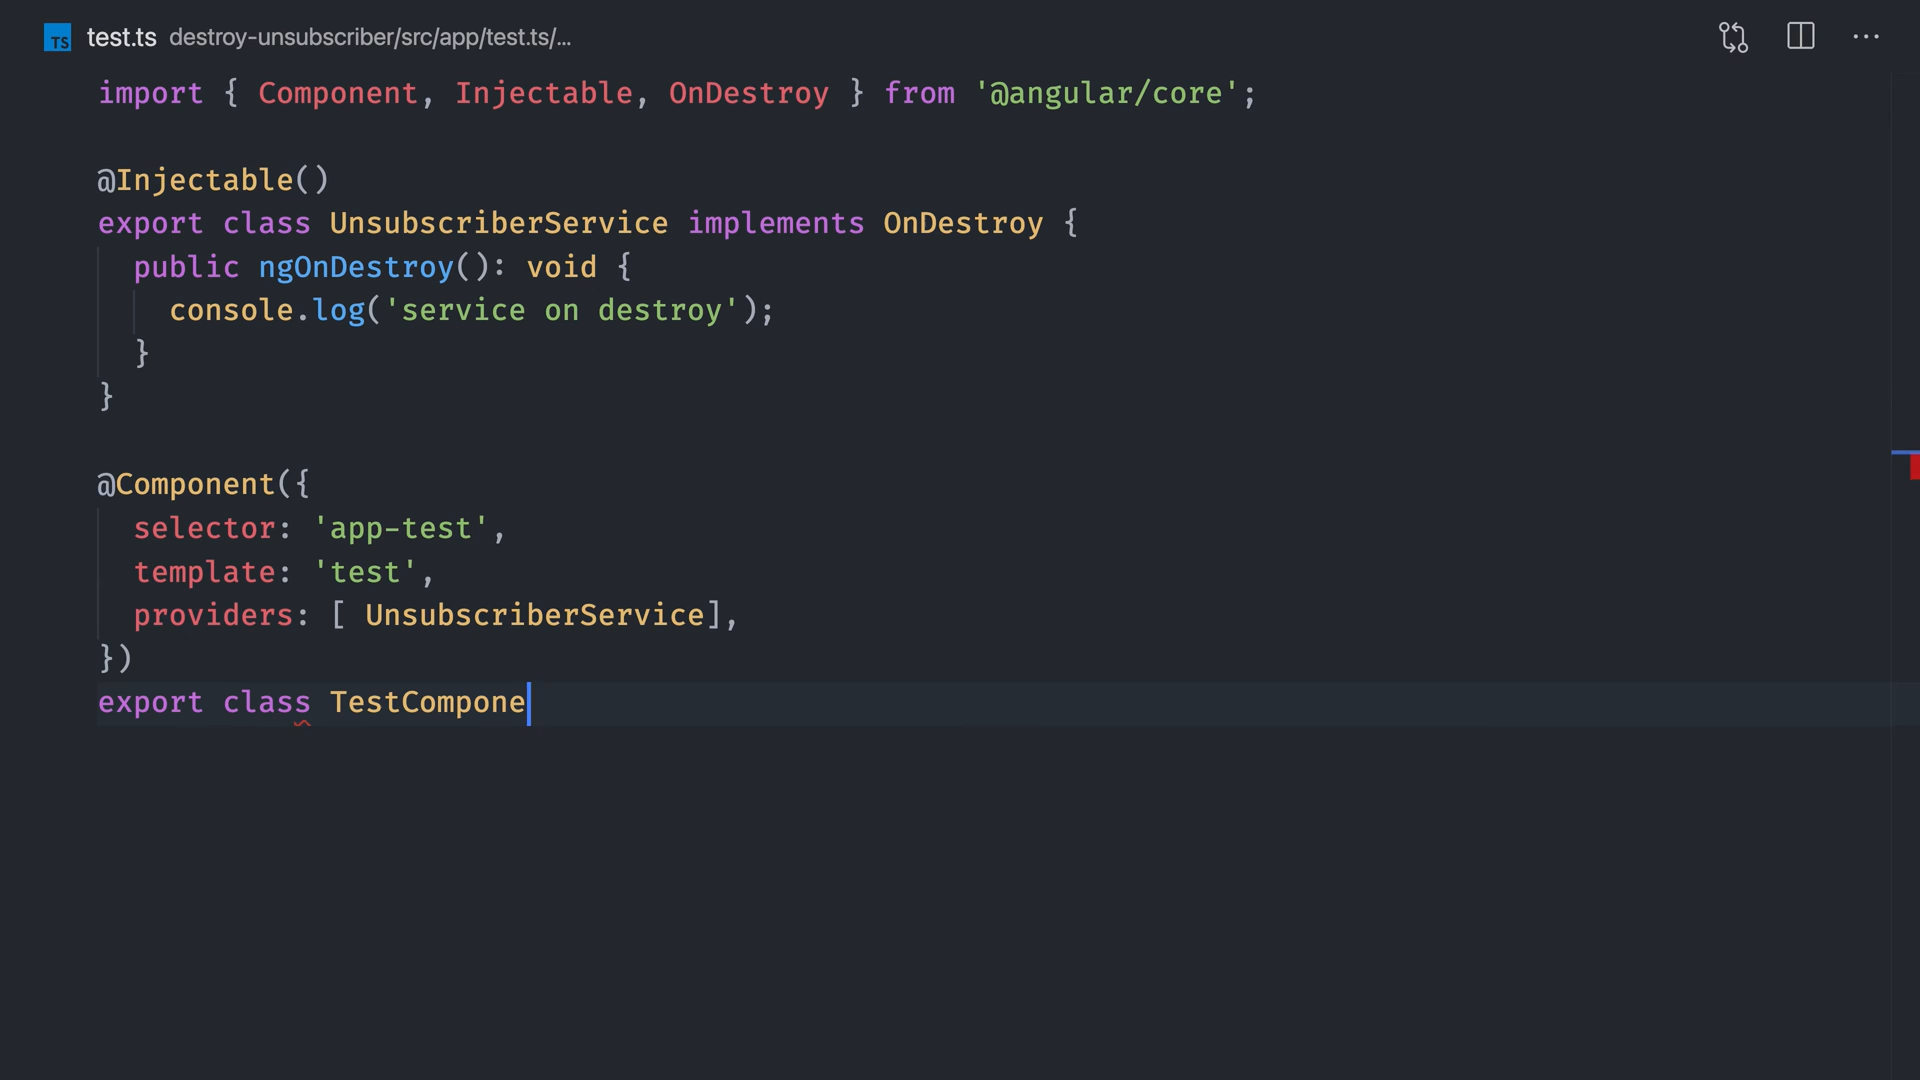 TS test.ts destroy-unsubscriber/src/app/test.ts/...
import { Component, Injectable, OnDestroy } from '@angular/core';

@Injectable()
export class UnsubscriberService implements OnDestroy {
  public ngOnDestroy(): void {
    console.log('service on destroy');
  }
}

@Component({
  selector: 'app-test',
  template: 'test',
  providers: [ UnsubscriberService],
})
export class TestCompone